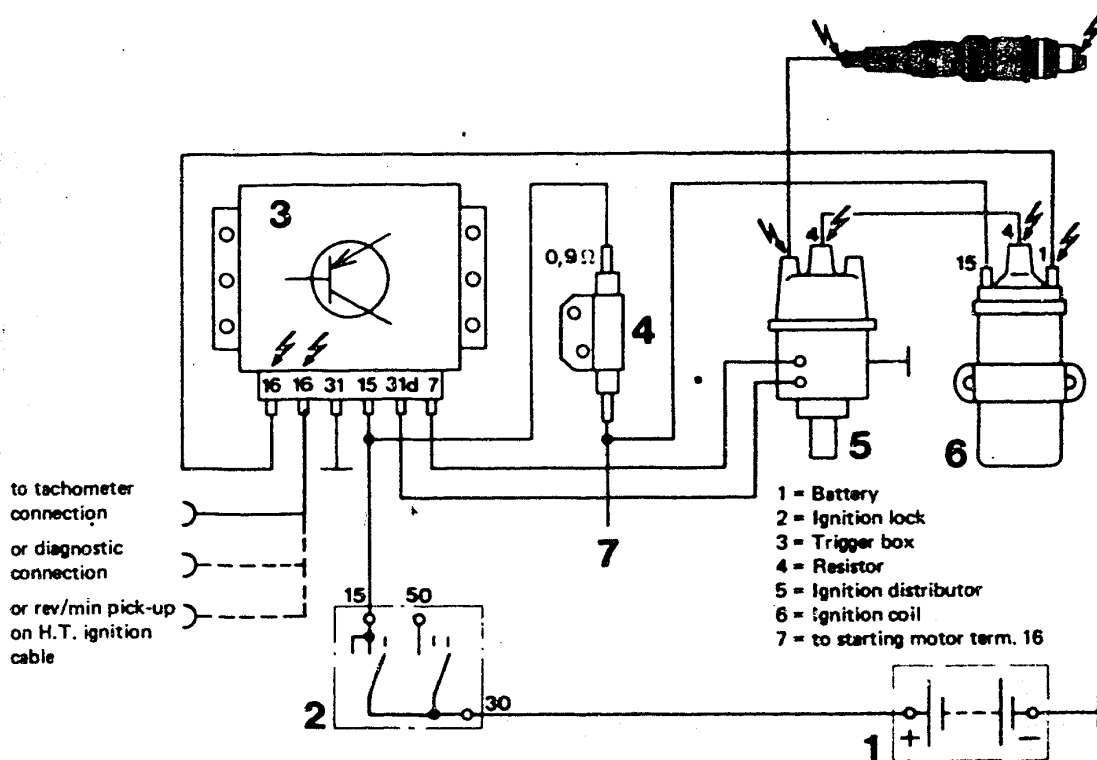 3
4
4
1
0,9 Ω
15
4
16 16 31 15 31d 7
5
6
to tachometer
connection
or diagnostic
connection
or rev/min pick-up
on H.T. ignition
cable
7
1 = Battery
2 = Ignition lock
3 = Trigger box
4 = Resistor
5 = Ignition distributor
6 = Ignition coil
7 = to starting motor term. 16
15 50
2
30
1
+ −